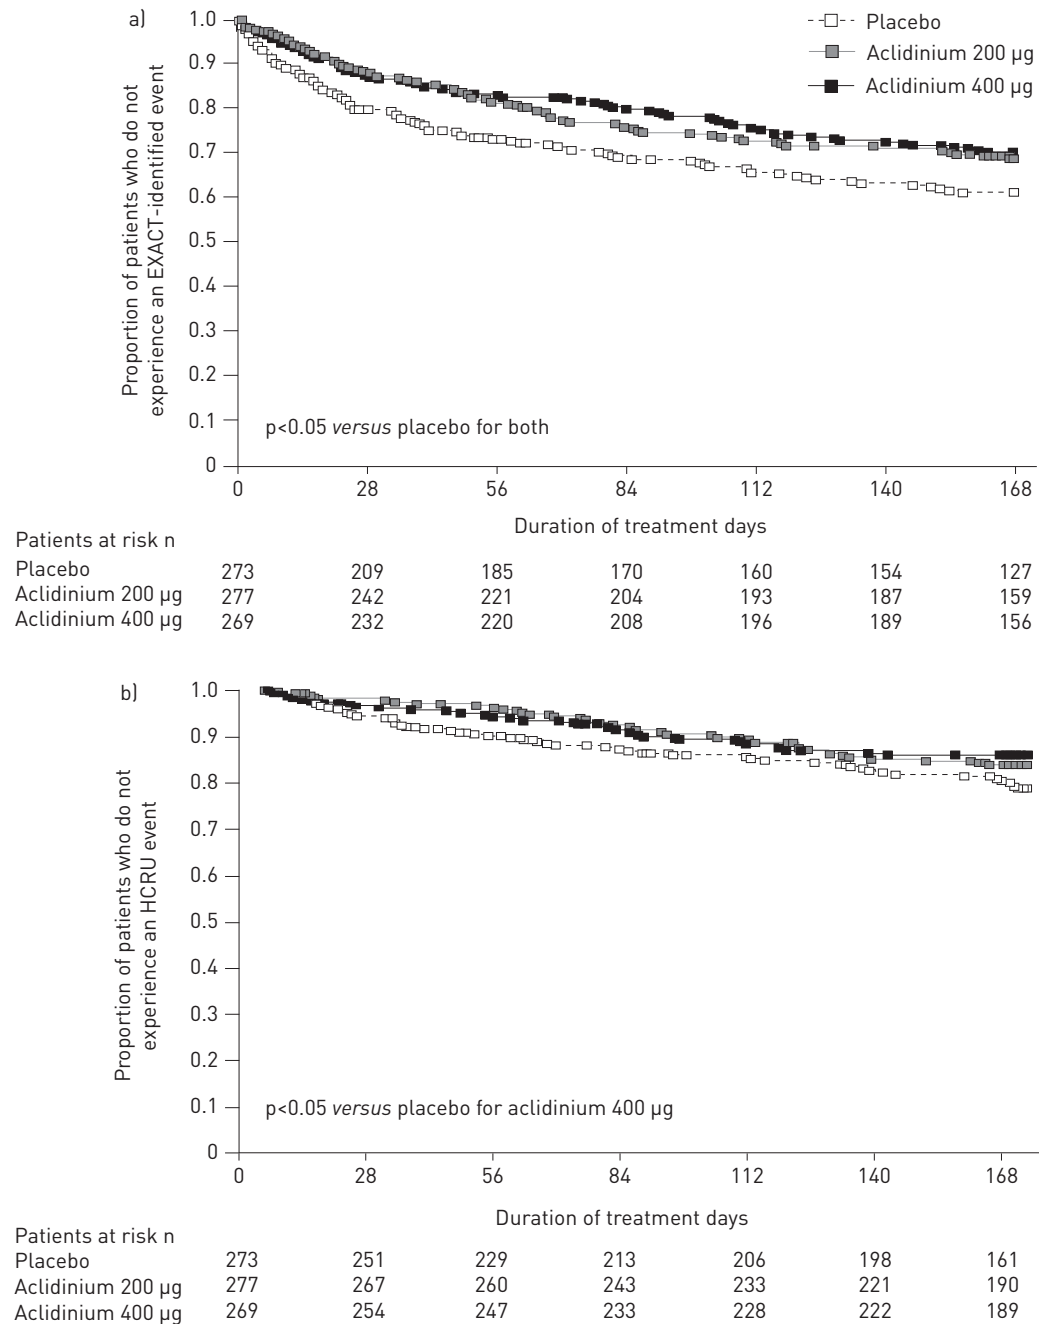 a)
Placebo
Aclidinium 200 µg
Aclidinium 400 µg
Proportion of patients who do not
experience an EXACT-identified event
1.0
0.9
0.8
0.7
0.6
0.5
0.4
0.3
0.2
0.1
0
p<0.05 versus placebo for both
0 28 56 84 112 140 168
Duration of treatment days
Patients at risk n
Placebo 273 209 185 170 160 154 127
Aclidinium 200 µg 277 242 221 204 193 187 159
Aclidinium 400 µg 269 232 220 208 196 189 156
b)
Proportion of patients who do not
experience an HCRU event
1.0
0.9
0.8
0.7
0.6
0.5
0.4
0.3
0.2
0.1
0
p<0.05 versus placebo for aclidinium 400 µg
0 28 56 84 112 140 168
Duration of treatment days
Patients at risk n
Placebo 273 251 229 213 206 198 161
Aclidinium 200 µg 277 267 260 243 233 221 190
Aclidinium 400 µg 269 254 247 233 228 222 189